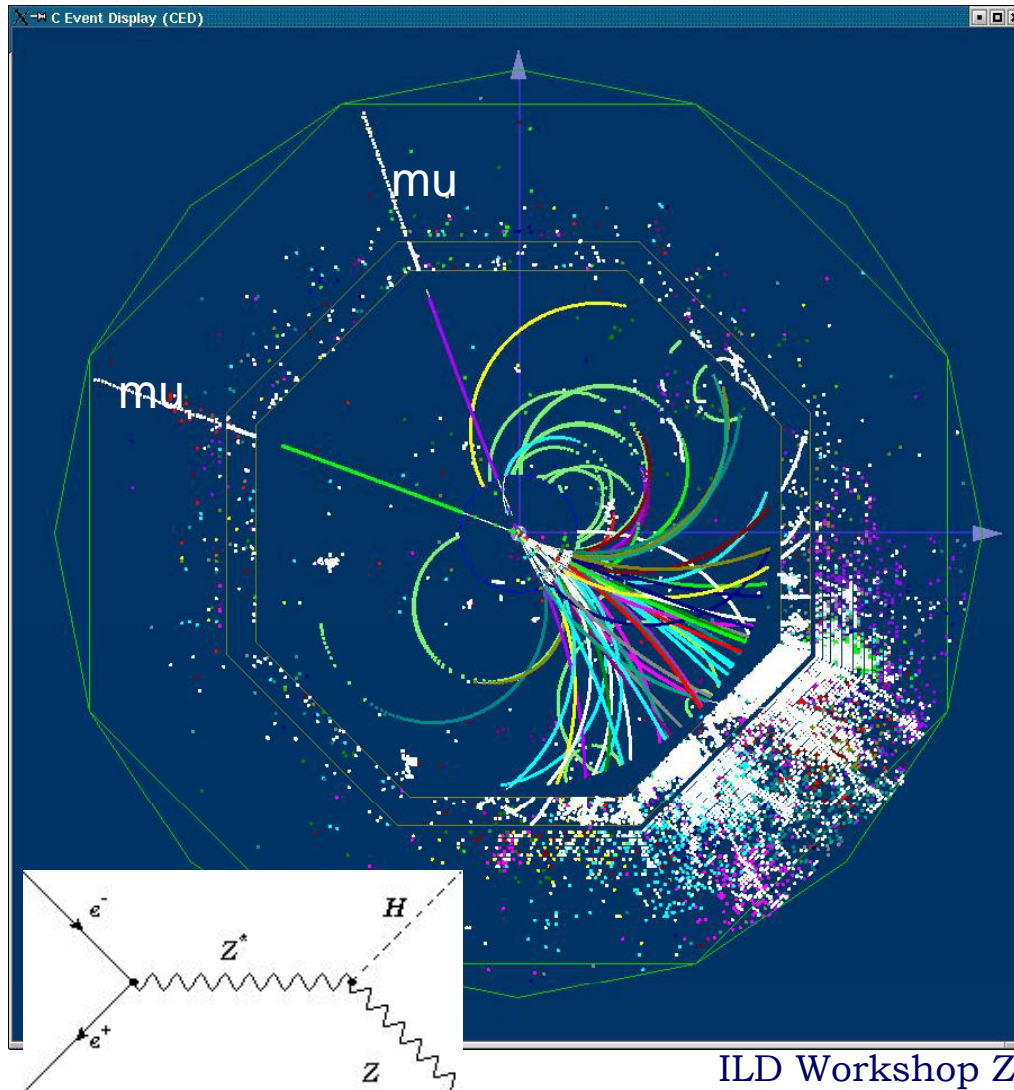 C Event Display (CED)
mu
mu
e-
H
Z*
e+
Z
ILD Workshop Z